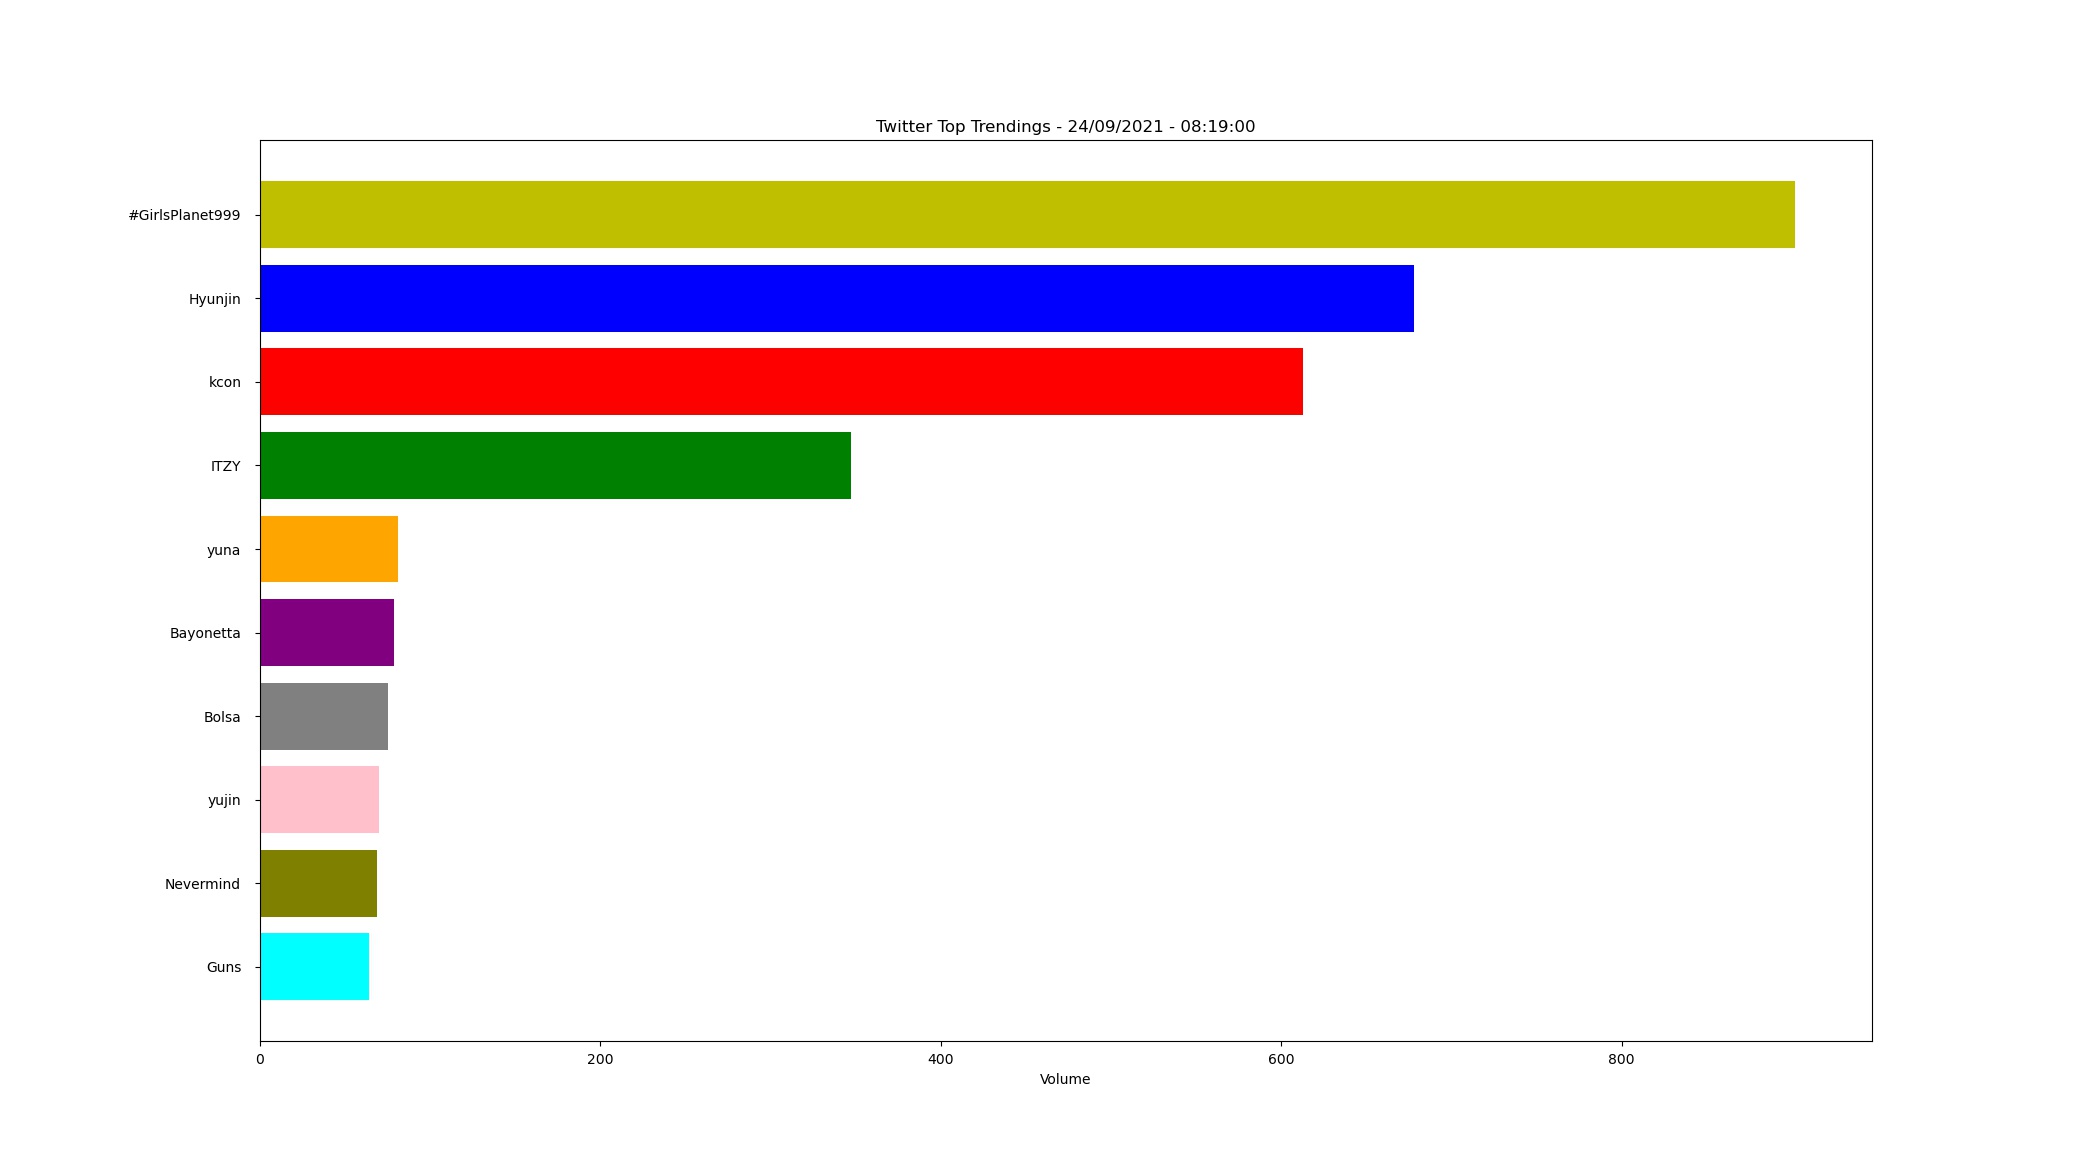 Twitter Top Trendings - 24/09/2021 - 08:19:00
#GirlsPlanet999
Hyunjin
kcon
ITZY
yuna
Bayonetta
Bolsa
yujin
Nevermind
Guns
0 200 400 600 800
Volume